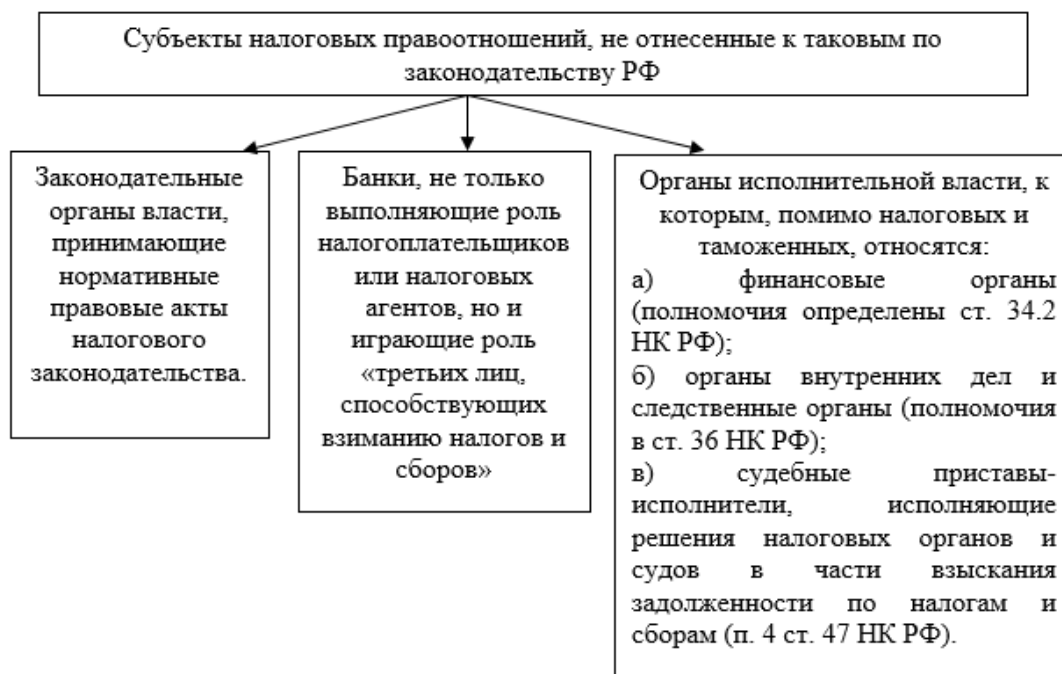 Субъекты налоговых правоотношений, не отнесенные к таковым по
законодательству РФ
Законодательные
органы власти,
принимающие
нормативные
правовые акты
налогового
законодательства.
Банки, не только
выполняющие роль
налогоплательщиков
или налоговых
агентов, но и
играющие роль
«третьих лиц,
способствующих
взиманию налогов и
сборов»
Органы исполнительной власти, к
которым, помимо налоговых и
таможенных, относятся:
а) финансовые органы
(полномочия определены ст. 34.2
НК РФ);
б) органы внутренних дел и
следственные органы (полномочия
в ст. 36 НК РФ);
в) судебные приставы-
исполнители, исполняющие
решения налоговых органов и
судов в части взыскания
задолженности по налогам и
сборам (п. 4 ст. 47 НК РФ).